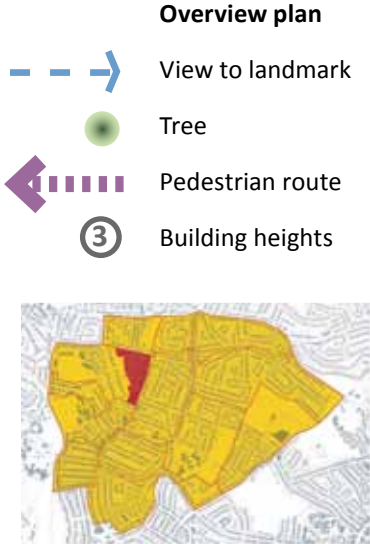 Overview plan
View to landmark
Tree
Pedestrian route
3 Building heights